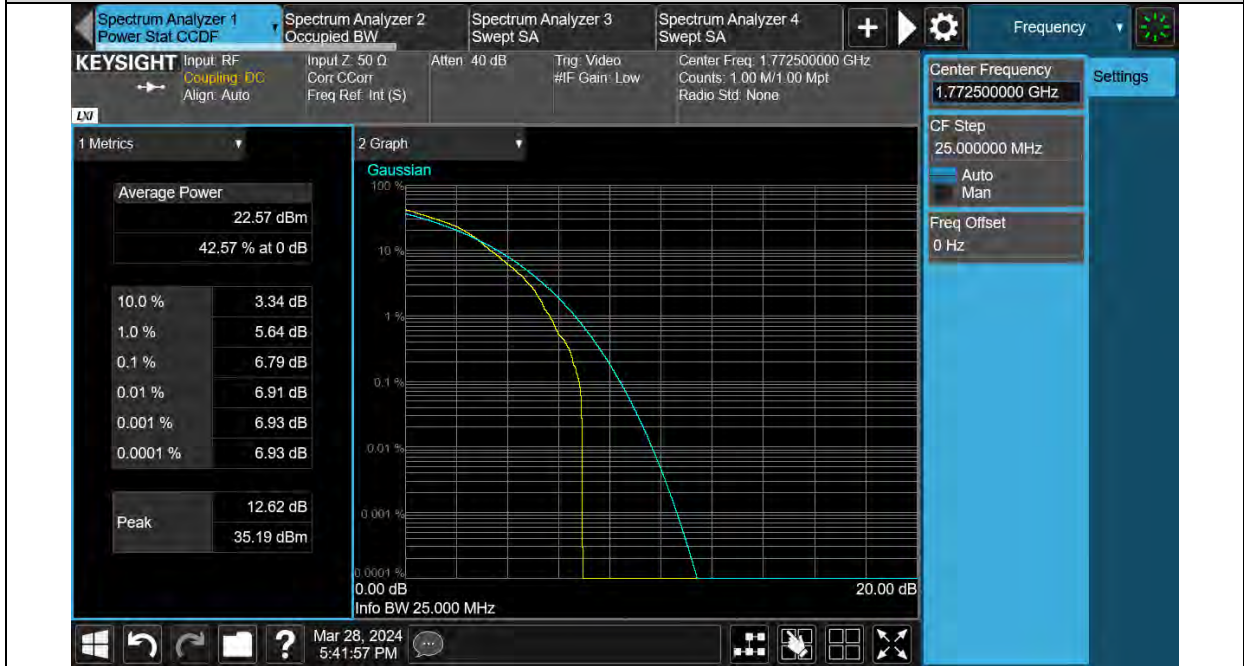 Spectrum Analyzer 1
Power Stat CCDF
Spectrum Analyzer 2
Occupied BW
Spectrum Analyzer 3
Swept SA
Spectrum Analyzer 4
Swept SA
+
Frequency
KEYSIGHT
Input: RF
Coupling: DC
Align: Auto
Input Z: 50 Ω
Corr CCorr
Freq Ref: Int (S)
Atten: 40 dB
Trig: Video
#IF Gain: Low
Center Freq: 1.772500000 GHz
Counts: 1.00 M/1.00 Mpt
Radio Std: None
LXI
Center Frequency
1.772500000 GHz
Settings
CF Step
25.000000 MHz
Auto
Man
Freq Offset
0 Hz
1 Metrics
Average Power
22.57 dBm
42.57 % at 0 dB
10.0 % 3.34 dB
1.0 % 5.64 dB
0.1 % 6.79 dB
0.01 % 6.91 dB
0.001 % 6.93 dB
0.0001 % 6.93 dB
Peak
12.62 dB
35.19 dBm
2 Graph
Gaussian
100 %
10 %
1 %
0.1 %
0.01 %
0.001 %
0.0001 %
0.00 dB 20.00 dB
Info BW 25.000 MHz
?
Mar 28, 2024
5:41:57 PM